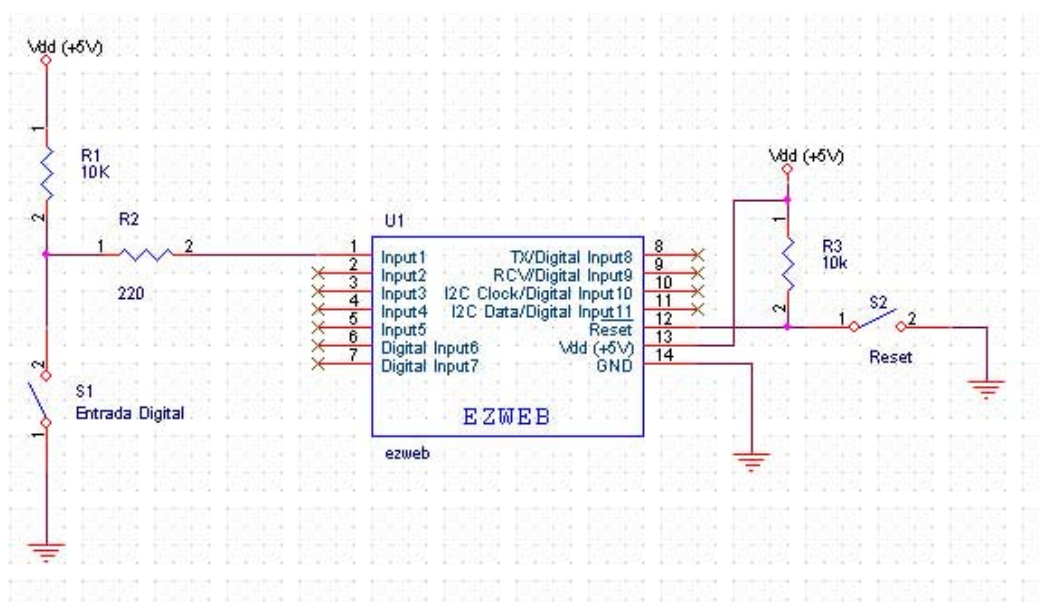 Vdd (+5V)
1
R1
10K
2
R2
1
2
220
2
S1
Entrada Digital
1
U1
1
Input1
2
Input2
3
Input3
4
Input4
5
Input5
6
Digital Input6
7
Digital Input7
TX/Digital Input8
8
RCV/Digital Input9
9
I2C Clock/Digital Input10
10
I2C Data/Digital Input11
11
Reset
12
Vdd (+5V)
13
GND
14
EZWEB
ezweb
Vdd (+5V)
1
R3
10k
2
S2
1
2
Reset